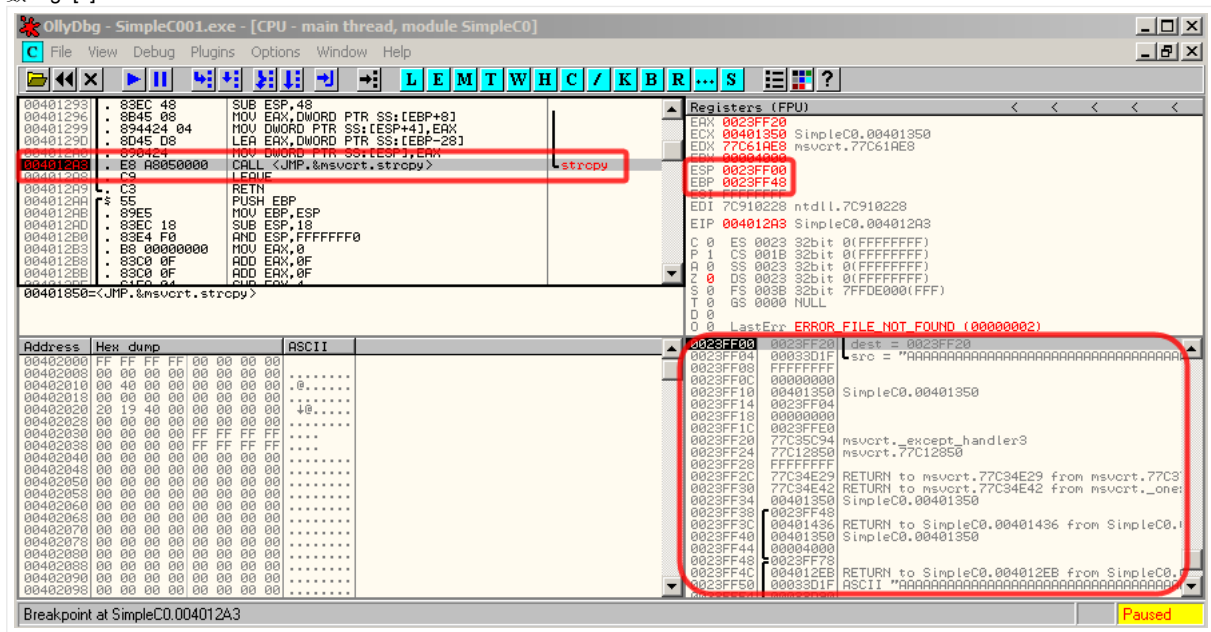 OllyDbg - SimpleC001.exe - [CPU - main thread, module SimpleC0]
C File View Debug Plugins Options Window Help
L E M T W H C / K B R ... S ?
00401293 . 83EC 48 SUB ESP,48
00401296 . 8B45 08 MOV EAX,DWORD PTR SS:[EBP+8]
00401299 . 894424 04 MOV DWORD PTR SS:[ESP+4],EAX
0040129D . 8D45 D8 LEA EAX,DWORD PTR SS:[EBP-28]
004012A0 . 890424 MOV DWORD PTR SS:[ESP],EAX
004012A3 . E8 A8050000 CALL <JMP.&msvcrt.strcpy> strcpy
004012A8 . C9 LEAVE
004012A9 . C3 RETN
004012AA $ 55 PUSH EBP
004012AB . 89E5 MOV EBP,ESP
004012AD . 83EC 18 SUB ESP,18
004012B0 . 83E4 F0 AND ESP,FFFFFFF0
004012B3 . B8 00000000 MOV EAX,0
004012B8 . 83C0 0F ADD EAX,0F
004012BB . 83C0 0F ADD EAX,0F
00401850=<JMP.&msvcrt.strcpy>
Registers (FPU) < < < < <
EAX 0023FF20
ECX 00401350 SimpleC0.00401350
EDX 77C61AE8 msvcrt.77C61AE8
EBX 00004000
ESP 0023FF00
EBP 0023FF48
ESI FFFFFFFF
EDI 7C910228 ntdll.7C910228
EIP 004012A3 SimpleC0.004012A3
C 0 ES 0023 32bit 0(FFFFFFFF)
P 1 CS 001B 32bit 0(FFFFFFFF)
A 0 SS 0023 32bit 0(FFFFFFFF)
Z 0 DS 0023 32bit 0(FFFFFFFF)
S 0 FS 003B 32bit 7FFDE000(FFF)
T 0 GS 0000 NULL
D 0
O 0 LastErr ERROR_FILE_NOT_FOUND (00000002)
Address Hex dump ASCII
00402000 FF FF FF FF 00 00 00 00
00402008 00 00 00 00 00 00 00 00 ........
00402010 00 40 00 00 00 00 00 00 .@......
00402018 00 00 00 00 00 00 00 00 ........
00402020 20 19 40 00 00 00 00 00 ↓@.....
00402028 00 00 00 00 00 00 00 00 ........
00402030 00 00 00 00 FF FF FF FF ....
00402038 00 00 00 00 FF FF FF FF ....
00402040 00 00 00 00 00 00 00 00 ........
00402048 00 00 00 00 00 00 00 00 ........
00402050 00 00 00 00 00 00 00 00 ........
00402058 00 00 00 00 00 00 00 00 ........
00402060 00 00 00 00 00 00 00 00 ........
00402068 00 00 00 00 00 00 00 00 ........
00402070 00 00 00 00 00 00 00 00 ........
00402078 00 00 00 00 00 00 00 00 ........
00402080 00 00 00 00 00 00 00 00 ........
00402088 00 00 00 00 00 00 00 00 ........
00402090 00 00 00 00 00 00 00 00 ........
00402098 00 00 00 00 00 00 00 00 ........
0023FF00 0023FF20 dest = 0023FF20
0023FF04 00033D1F src = "AAAAAAAAAAAAAAAAAAAAAAAAAAAAAAAAAAAA
0023FF08 FFFFFFFF
0023FF0C 00000000
0023FF10 00401350 SimpleC0.00401350
0023FF14 0023FF04
0023FF18 00000000
0023FF1C 0023FFE0
0023FF20 77C35C94 msvcrt._except_handler3
0023FF24 77C12850 msvcrt.77C12850
0023FF28 FFFFFFFF
0023FF2C 77C34E29 RETURN to msvcrt.77C34E29 from msvcrt.77C3
0023FF30 77C34E42 RETURN to msvcrt.77C34E42 from msvcrt._one
0023FF34 00401350 SimpleC0.00401350
0023FF38 0023FF48
0023FF3C 00401436 RETURN to SimpleC0.00401436 from SimpleC0.
0023FF40 00401350 SimpleC0.00401350
0023FF44 00004000
0023FF48 0023FF78
0023FF4C 004012EB RETURN to SimpleC0.004012EB from SimpleC0.
0023FF50 00033D1F ASCII "AAAAAAAAAAAAAAAAAAAAAAAAAAAAAAAAAAA
Breakpoint at SimpleC0.004012A3 Paused